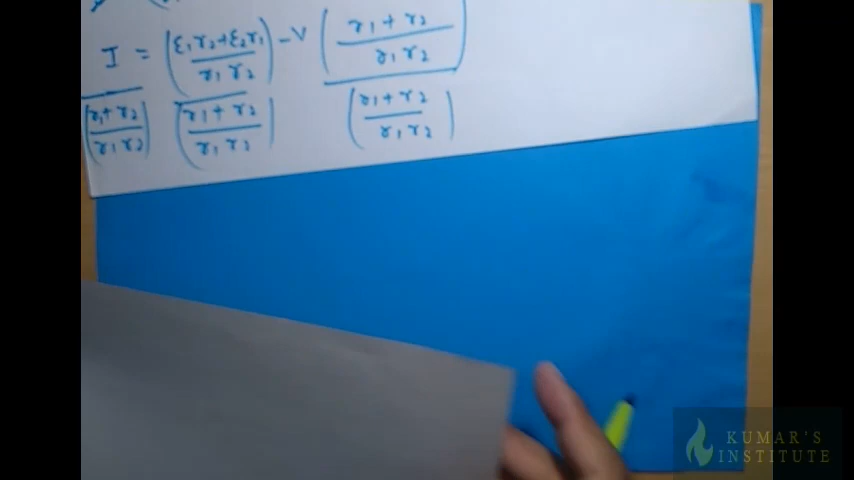 I = (ε₁r₂+ε₂r₁ / r₁r₂) - V (r₁+r₂ / r₁r₂)
(r₁+r₂ / r₁r₂) (r₁+r₂ / r₁r₂) (r₁+r₂ / r₁r₂)
KUMAR'S
INSTITUTE